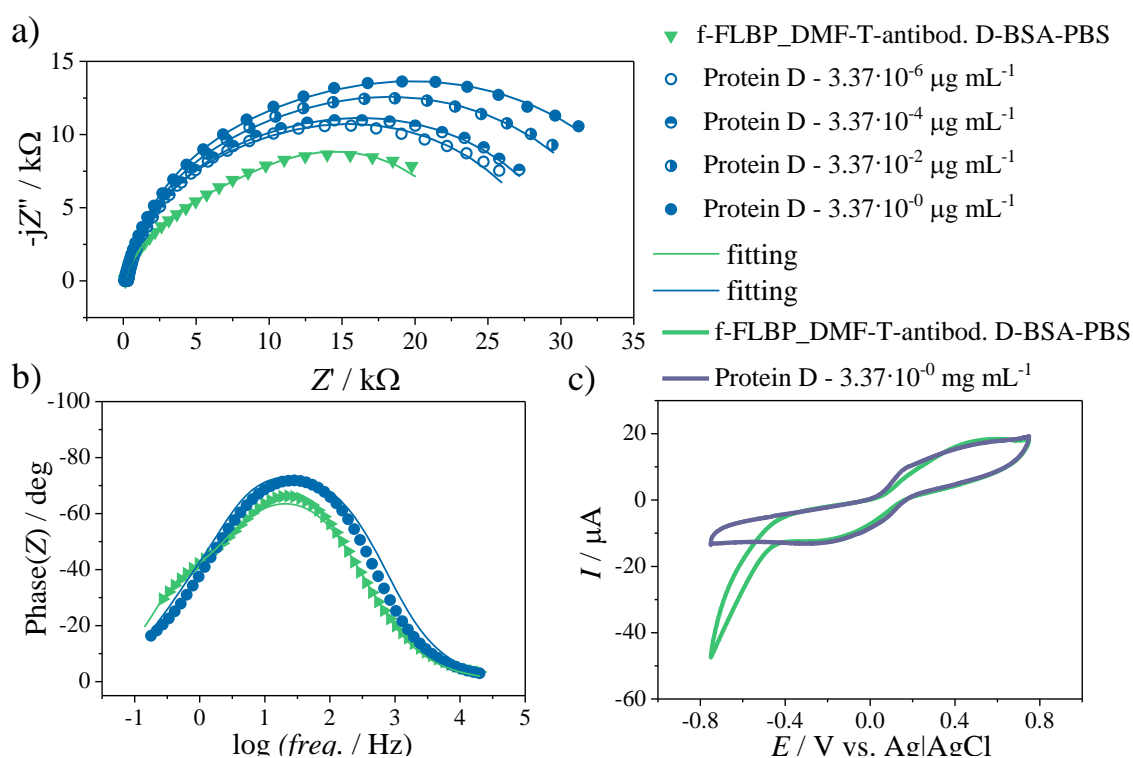 a)
f-FLBP_DMF-T-antibod. D-BSA-PBS
Protein D - 3.37·10⁻⁶ μg mL⁻¹
Protein D - 3.37·10⁻⁴ μg mL⁻¹
Protein D - 3.37·10⁻² μg mL⁻¹
Protein D - 3.37·10⁻⁰ μg mL⁻¹
fitting
fitting
f-FLBP_DMF-T-antibod. D-BSA-PBS
Protein D - 3.37·10⁻⁰ mg mL⁻¹
15
10
5
0
-jZ" / kΩ
0 5 10 15 20 25 30 35
Z' / kΩ
b)
-100
-80
-60
-40
-20
0
Phase(Z) / deg
-1 0 1 2 3 4 5
log (freq. / Hz)
c)
20
0
-20
-40
-60
I / μA
-0.8 -0.4 0.0 0.4 0.8
E / V vs. Ag|AgCl